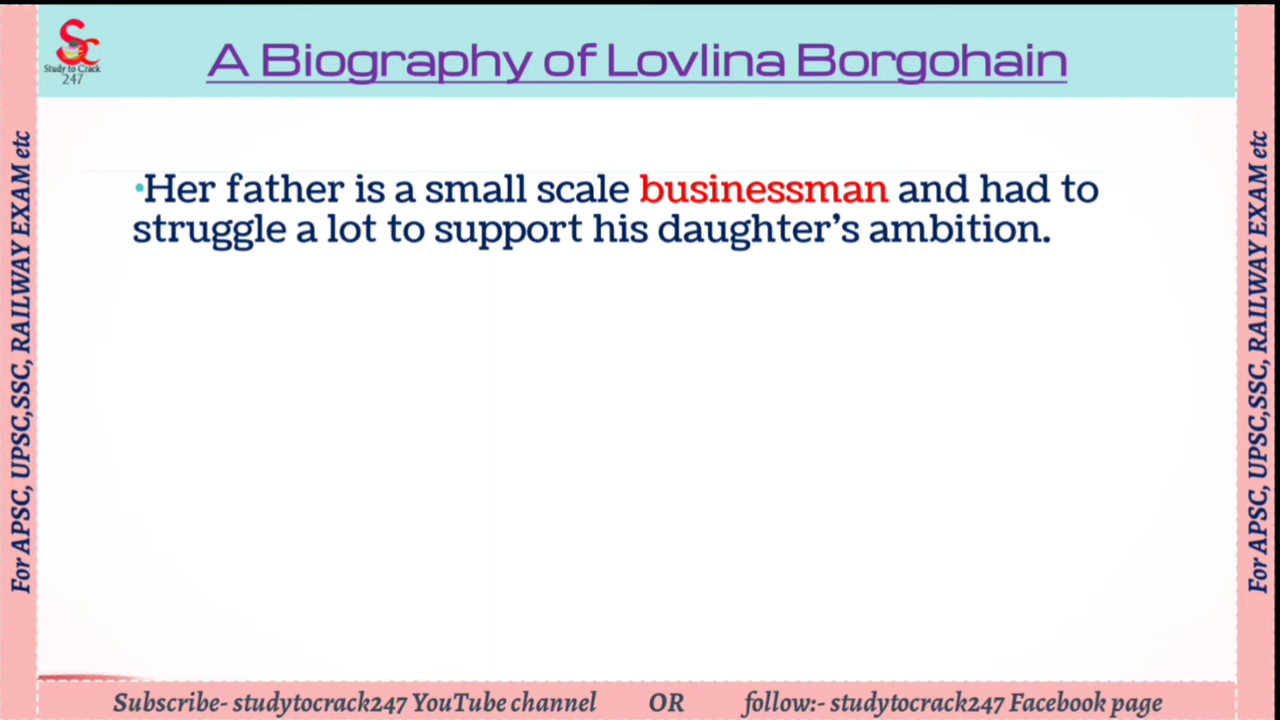 Sc
Study to Crack
247
A Biography of Lovlina Borgohain
For APSC, UPSC,SSC, RAILWAY EXAM etc
•Her father is a small scale businessman and had to
struggle a lot to support his daughter’s ambition.
For APSC, UPSC,SSC, RAILWAY EXAM etc
Subscribe- studytocrack247 YouTube channel OR follow:- studytocrack247 Facebook page